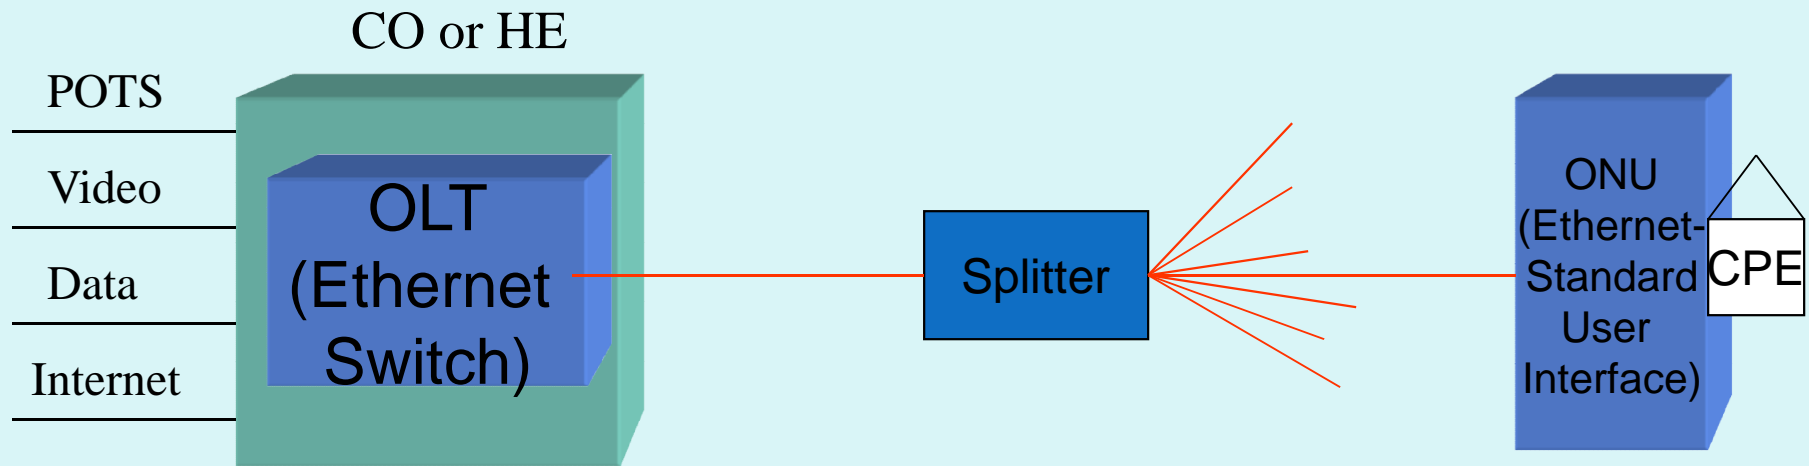 CO or HE
POTS
Video
Data
Internet
OLT
(Ethernet
Switch)
Splitter
ONU
(Ethernet-
Standard
User
Interface)
CPE